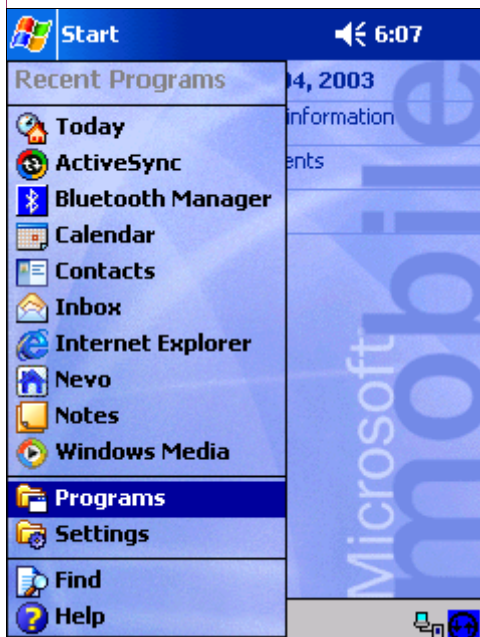 Start 6:07
Recent Programs
14, 2003
Today
information
ActiveSync
ents
Bluetooth Manager
Calendar
Contacts
Inbox
Internet Explorer
Nevo
Notes
Windows Media
Programs
Settings
Find
Help
Microsoft
mobile